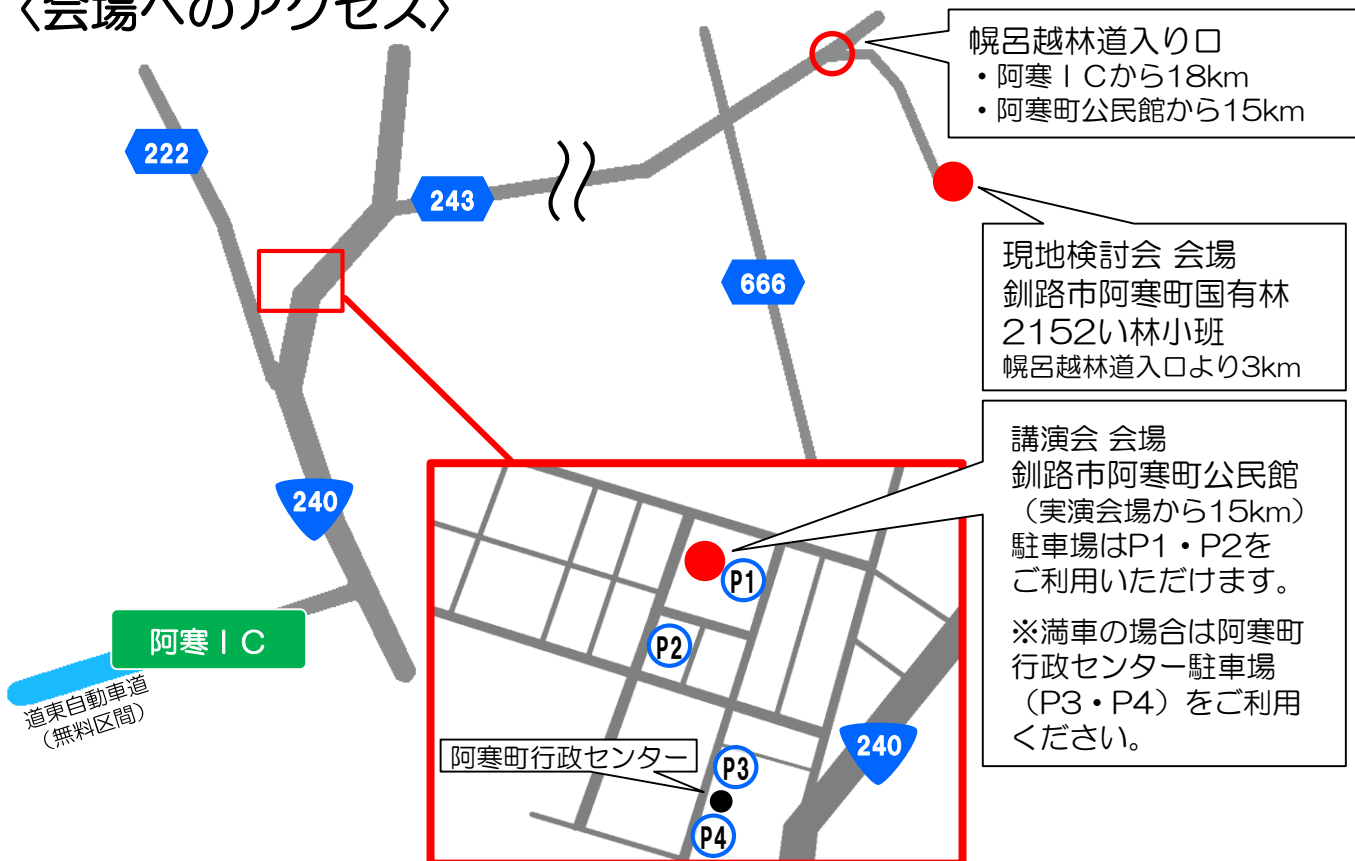 〈会場へのアクセス〉
幌呂越林道入り口
・阿寒ＩＣから18km
・阿寒町公民館から15km
222
243
666
現地検討会 会場
釧路市阿寒町国有林
2152い林小班
幌呂越林道入口より3km
講演会 会場
釧路市阿寒町公民館
（実演会場から15km）
駐車場はP1・P2を
ご利用いただけます。
※満車の場合は阿寒町
行政センター駐車場
（P3・P4）をご利用
ください。
240
阿寒ＩＣ
道東自動車道
（無料区間）
P1
P2
阿寒町行政センター
P3
P4
240